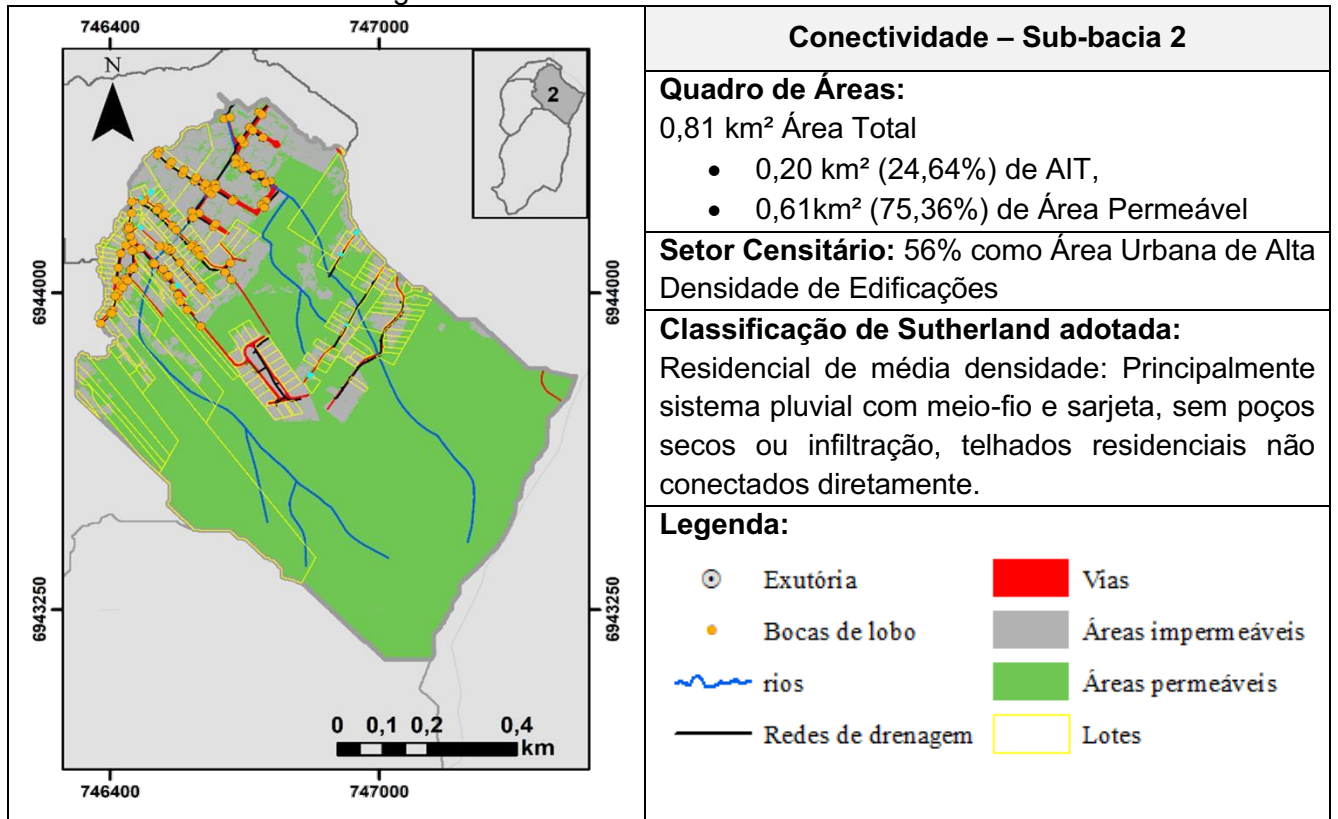 746400
747000
N
2
6944000
6944000
6943250
6943250
0 0,1 0,2 0,4
km
746400
747000
Conectividade – Sub-bacia 2
Quadro de Áreas:
0,81 km² Área Total
• 0,20 km² (24,64%) de AIT,
• 0,61km² (75,36%) de Área Permeável
Setor Censitário: 56% como Área Urbana de Alta
Densidade de Edificações
Classificação de Sutherland adotada:
Residencial de média densidade: Principalmente
sistema pluvial com meio-fio e sarjeta, sem poços
secos ou infiltração, telhados residenciais não
conectados diretamente.
Legenda:
Exutória
Vias
Bocas de lobo
Áreas impermeáveis
rios
Áreas permeáveis
Redes de drenagem
Lotes